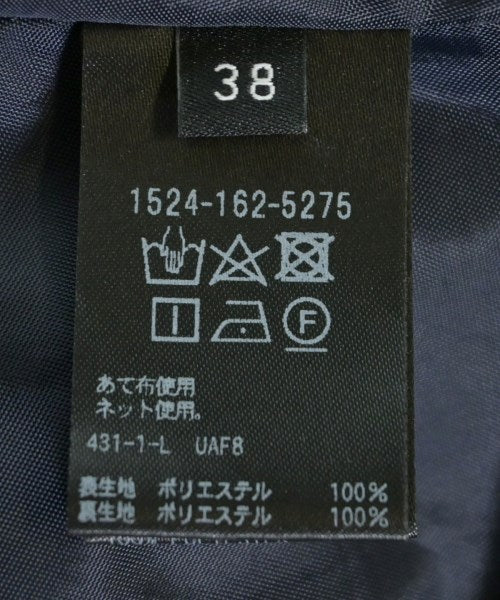 38
1524-162-5275
F
あて布使用
ネット使用。
431-1-L UAF8
表生地 ポリエステル 100%
裏生地 ポリエステル 100%